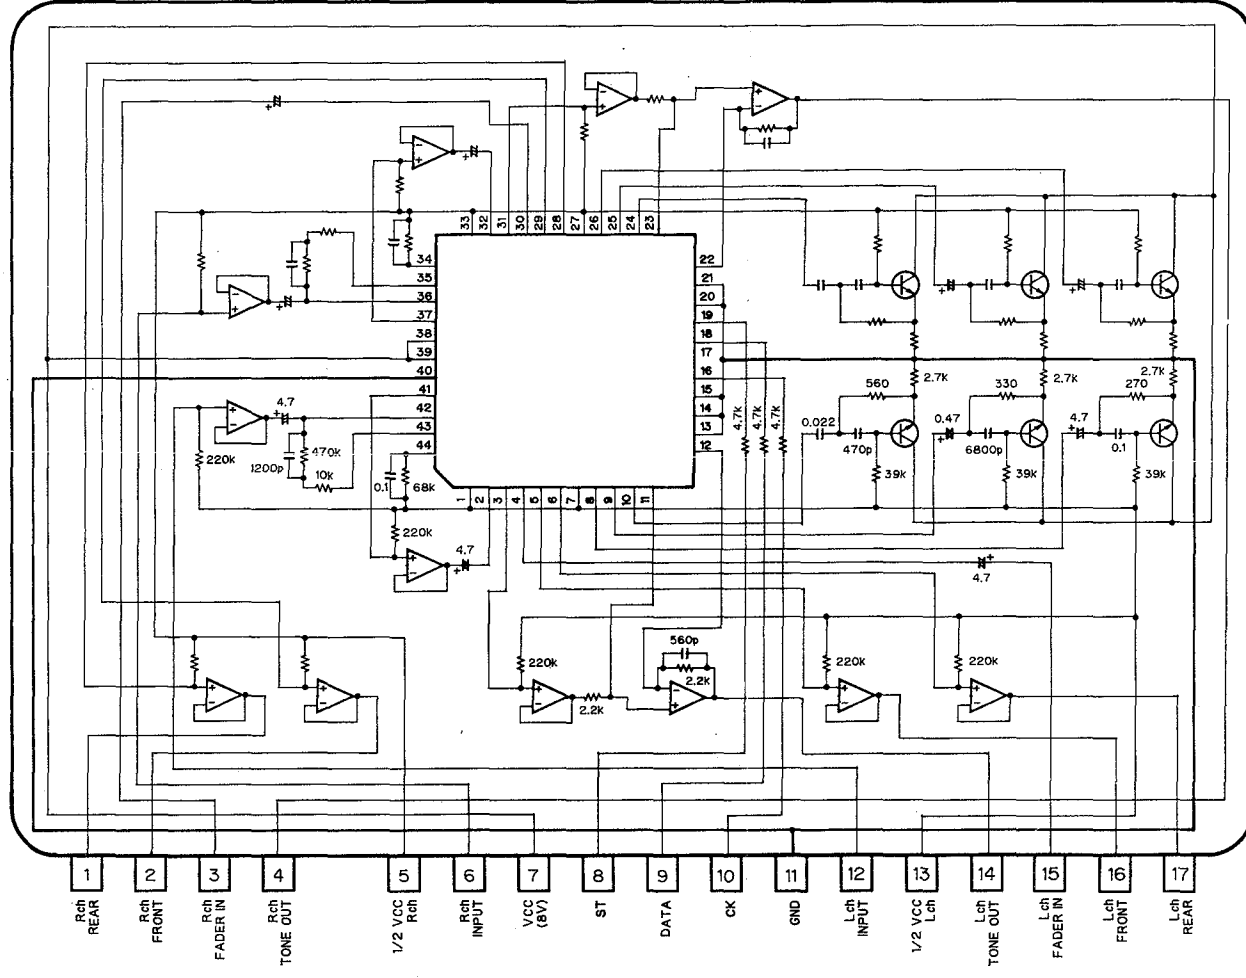 33
32
31
30
29
28
27
26
25
24
23
34
35
36
37
38
39
40
41
42
43
44
22
21
20
19
18
17
16
15
14
13
12
1
2
3
4
5
6
7
8
9
10
11
4.7k
4.7k
4.7k
4.7
220k
1200p
470k
10k
0.1
68k
220k
4.7
560
2.7k
330
2.7k
270
2.7k
0.022
470p
39k
0.47
6800p
39k
4.7
0.1
39k
4.7
220k
2.2k
560p
2.2k
220k
220k
1
2
3
4
5
6
7
8
9
10
11
12
13
14
15
16
17
Rch
REAR
Rch
FRONT
Rch
FADER IN
Rch
TONE OUT
1/2 VCC
Rch
Rch
INPUT
VCC
(8V)
ST
DATA
CK
GND
Lch
INPUT
1/2 VCC
Lch
Lch
TONE OUT
Lch
FADER IN
Lch
FRONT
Lch
REAR